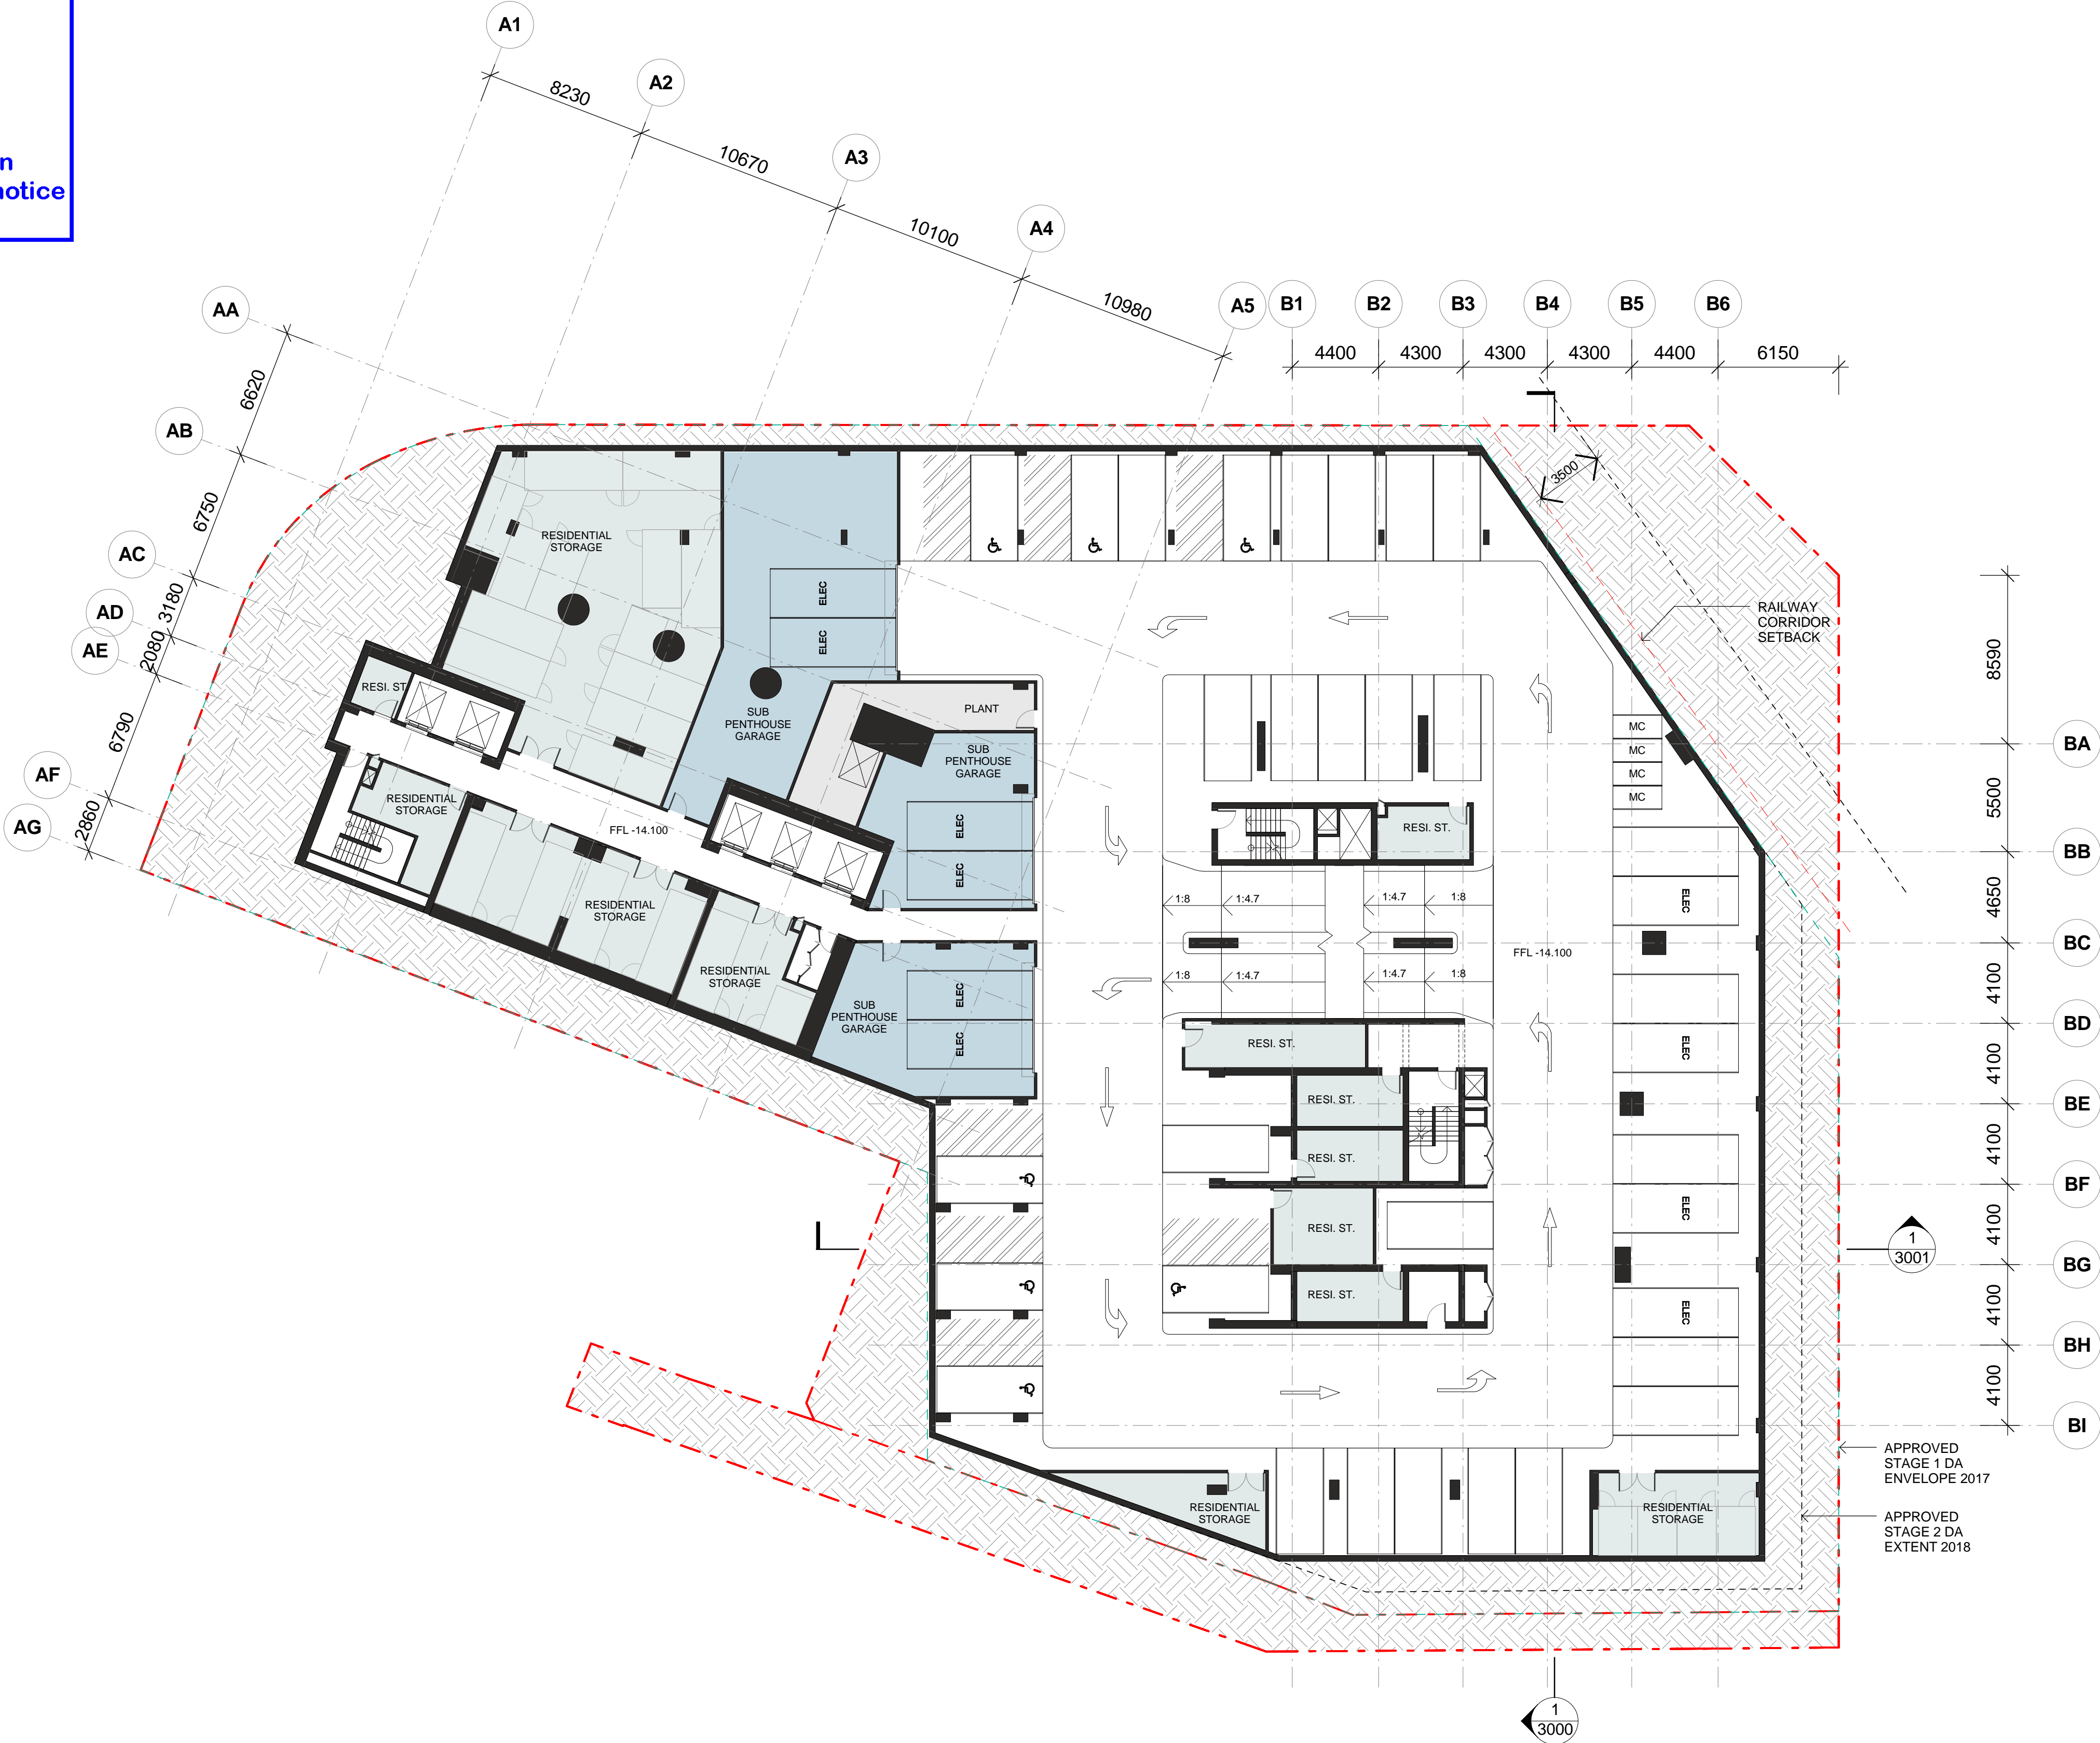 n
notice
A1
A2
A3
A4
A5
B1
B2
B3
B4
B5
B6
8230
10670
10100
10980
4400
4300
4300
4300
4400
6150
AA
AB
AC
AD
AE
AF
AG
6620
6750
3180
2080
6790
2860
3500
RAILWAY
CORRIDOR
SETBACK
8590
5500
4650
4100
4100
4100
4100
4100
4100
BA
BB
BC
BD
BE
BF
BG
BH
BI
RESIDENTIAL
STORAGE
ELEC
ELEC
SUB
PENTHOUSE
GARAGE
RESI. ST.
PLANT
SUB
PENTHOUSE
GARAGE
ELEC
ELEC
RESIDENTIAL
STORAGE
FFL -14.100
RESIDENTIAL
STORAGE
RESIDENTIAL
STORAGE
SUB
PENTHOUSE
GARAGE
ELEC
ELEC
MC
MC
MC
MC
RESI. ST.
1:8
1:4.7
1:4.7
1:8
FFL -14.100
1:8
1:4.7
1:4.7
1:8
ELEC
ELEC
ELEC
ELEC
RESI. ST.
RESI. ST.
RESI. ST.
RESI. ST.
RESI. ST.
1
3001
RESIDENTIAL
STORAGE
RESIDENTIAL
STORAGE
APPROVED
STAGE 1 DA
ENVELOPE 2017
APPROVED
STAGE 2 DA
EXTENT 2018
1
3000